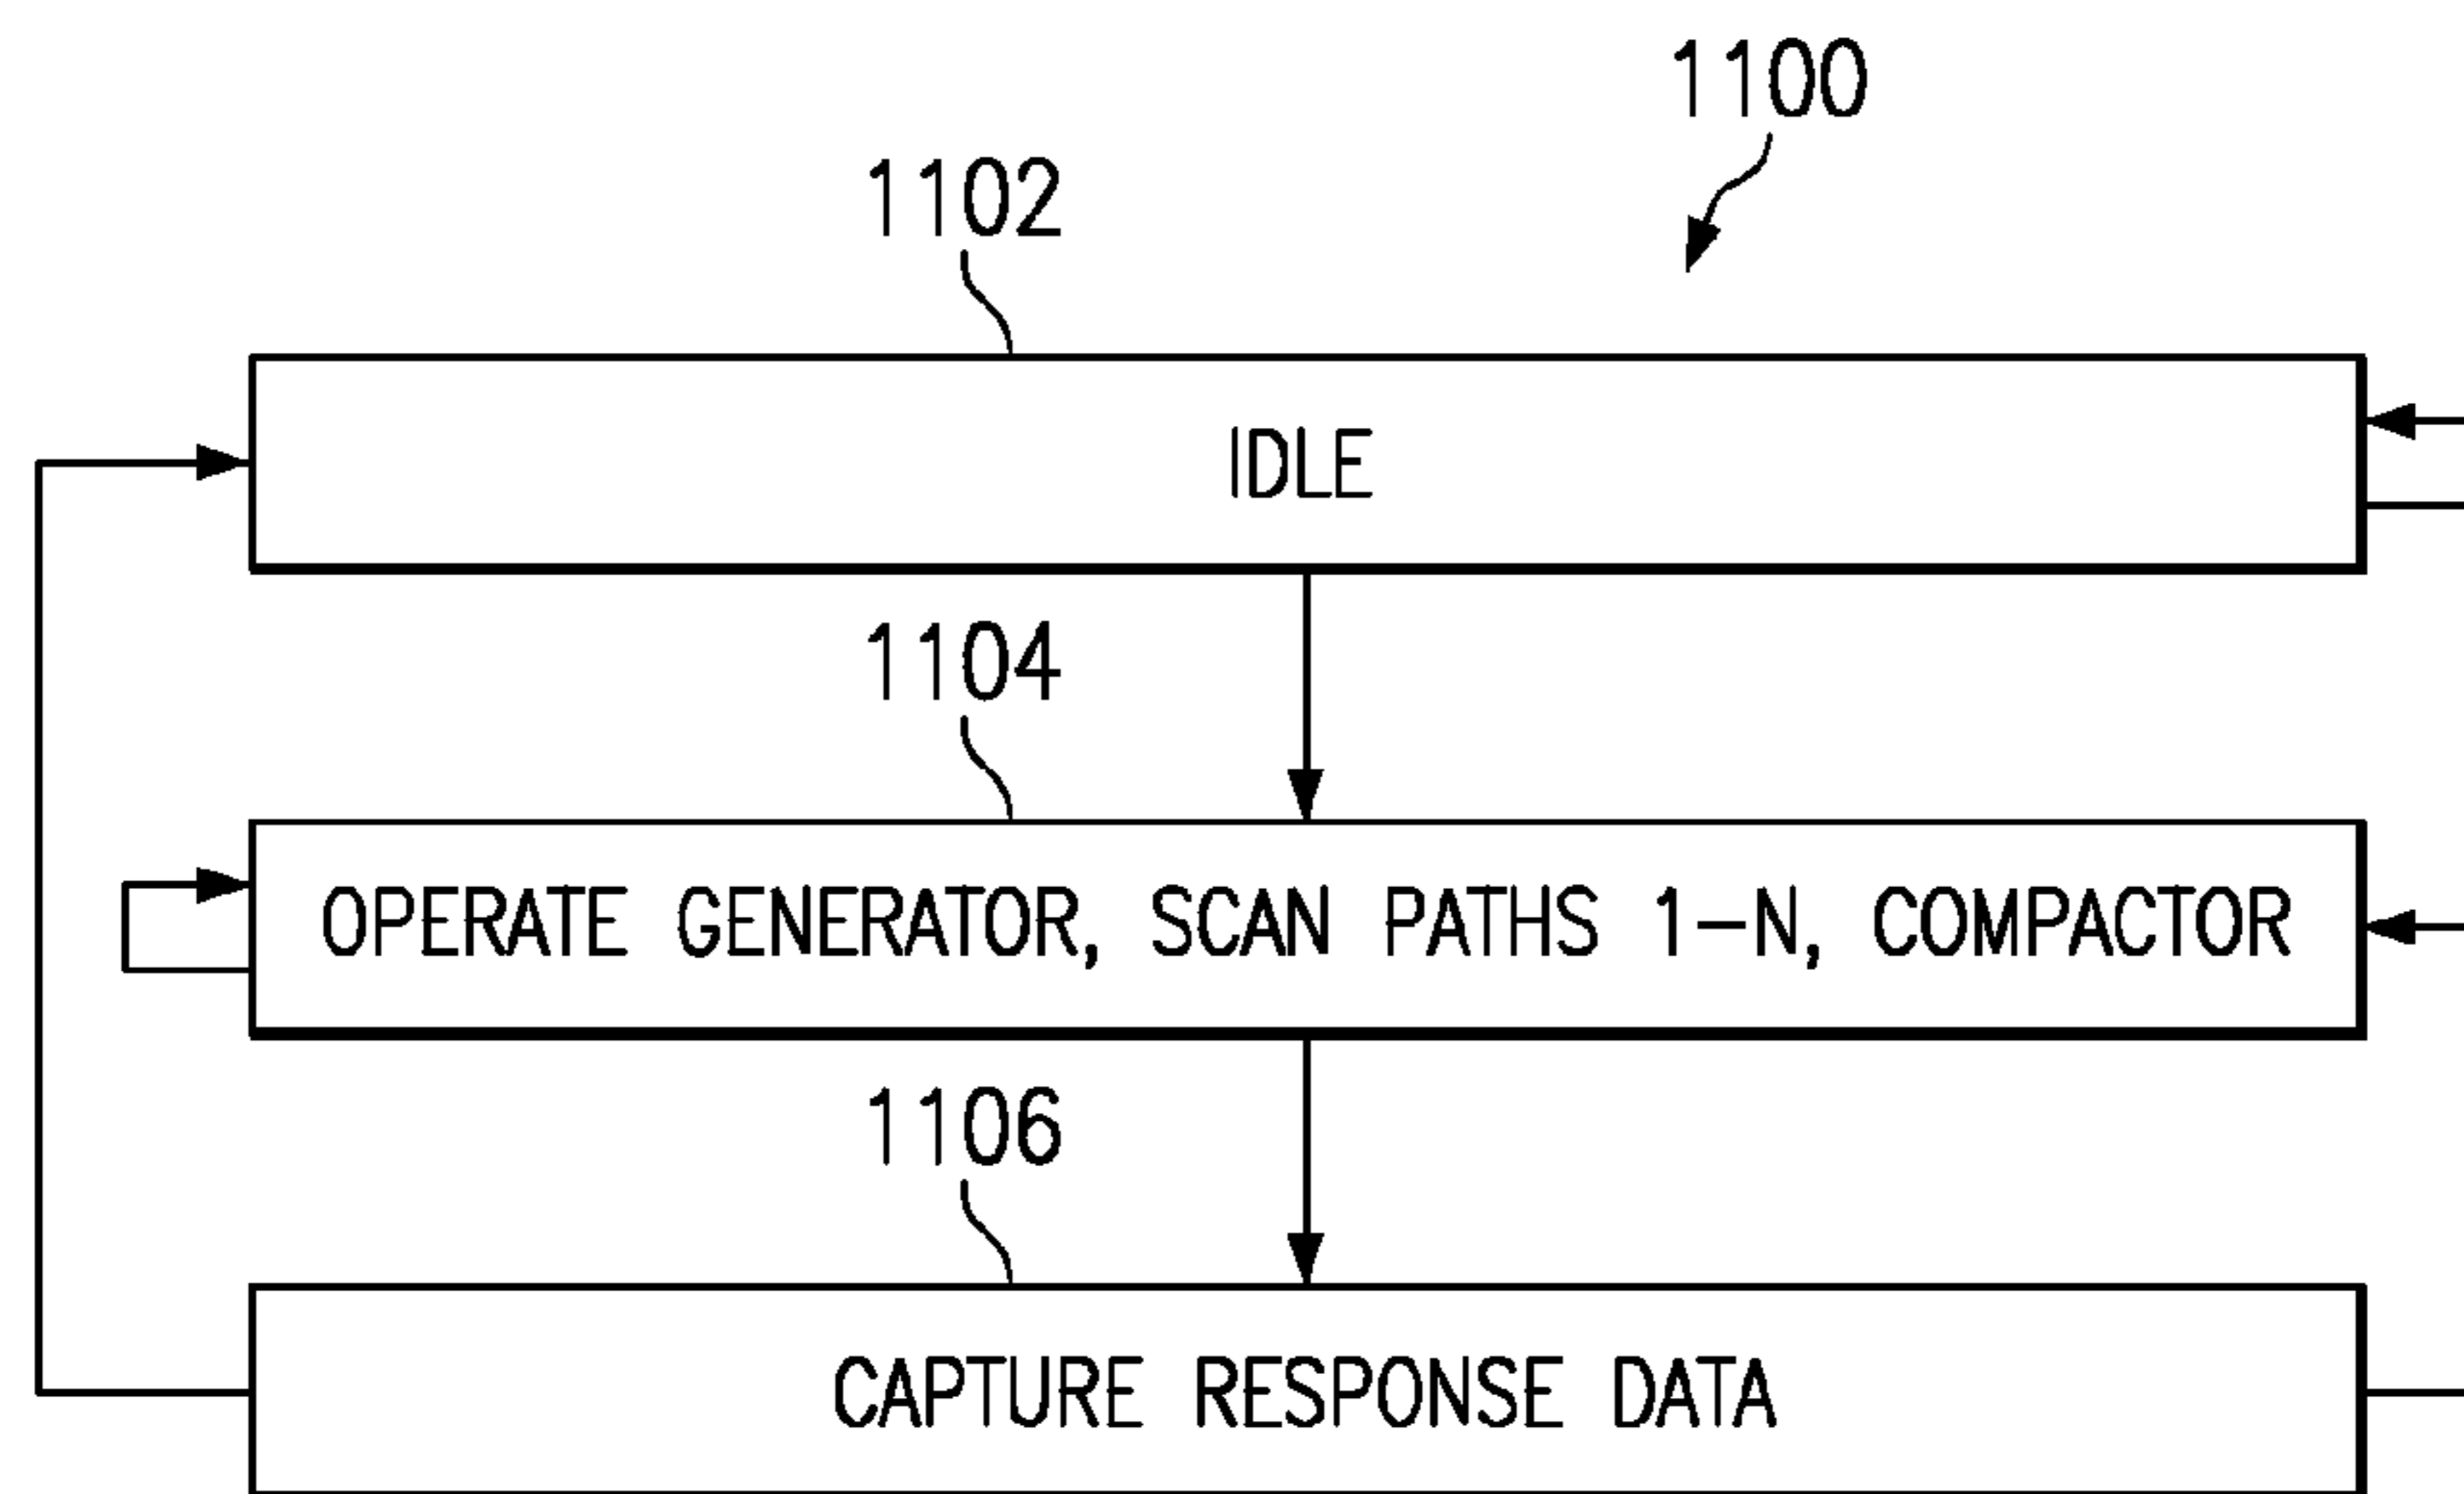 1100
1102
IDLE
1104
OPERATE GENERATOR, SCAN PATHS 1-N, COMPACTOR
1106
CAPTURE RESPONSE DATA